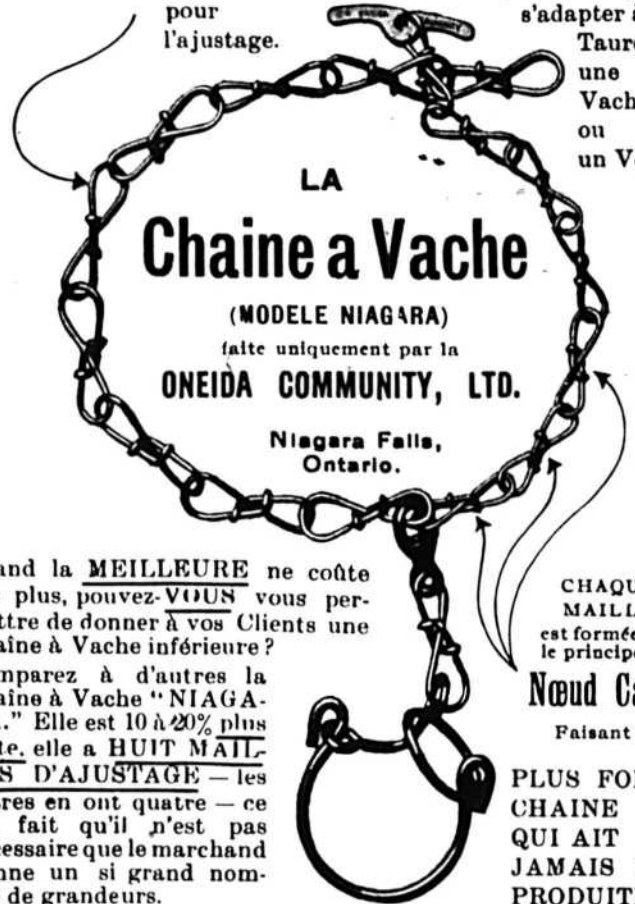 pour
l'ajustage.
s'adapter à
Taure
une
Vach
ou
un V
LA
Chaine a Vache
(MODELE NIAGARA)
faite uniquement par la
ONEIDA COMMUNITY, LTD.
Niagara Falls,
Ontario.
and la MEILLEURE ne coûte
plus, pouvez-VOUS vous per-
ttre de donner à vos Clients une
aîne à Vache inférieure?
mparez à d'autres la
aîne à Vache "NIAGA-
." Elle est 10 à 20% plus
te, elle a HUIT MAIL-
S D'AJUSTAGE — les
res en ont quatre — ce
fait qu'il n'est pas
essaire que le marchand
nne un si grand nom-
de grandeurs.
CHAQU
MAILL
est formée
le principe
Nœud Ca
Faisant
PLUS FO
CHAINE
QUI AIT
JAMAIS
PRODUIT